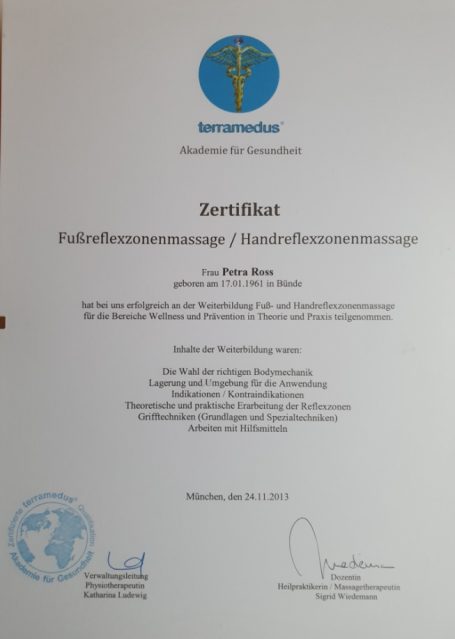 terramedus®
Akademie für Gesundheit
Zertifikat
Fußreflexzonenmassage / Handreflexzonenmassage
Frau Petra Ross
geboren am 17.01.1961 in Bünde
hat bei uns erfolgreich an der Weiterbildung Fuß- und Handreflexzonenmassage
für die Bereiche Wellness und Prävention in Theorie und Praxis teilgenommen.
Inhalte der Weiterbildung waren:
Die Wahl der richtigen Bodymechanik
Lagerung und Umgebung für die Anwendung
Indikationen / Kontraindikationen
Theoretische und praktische Erarbeitung der Reflexzonen
Grifftechniken (Grundlagen und Spezialtechniken)
Arbeiten mit Hilfsmitteln
München, den 24.11.2013
Zertifizierte terramedus® Qualifikation
Akademie für Gesundheit
Verwaltungsleitung
Physiotherapeutin
Katharina Ludewig
Dozentin
Heilpraktikerin / Massagetherapeutin
Sigrid Wiedemann